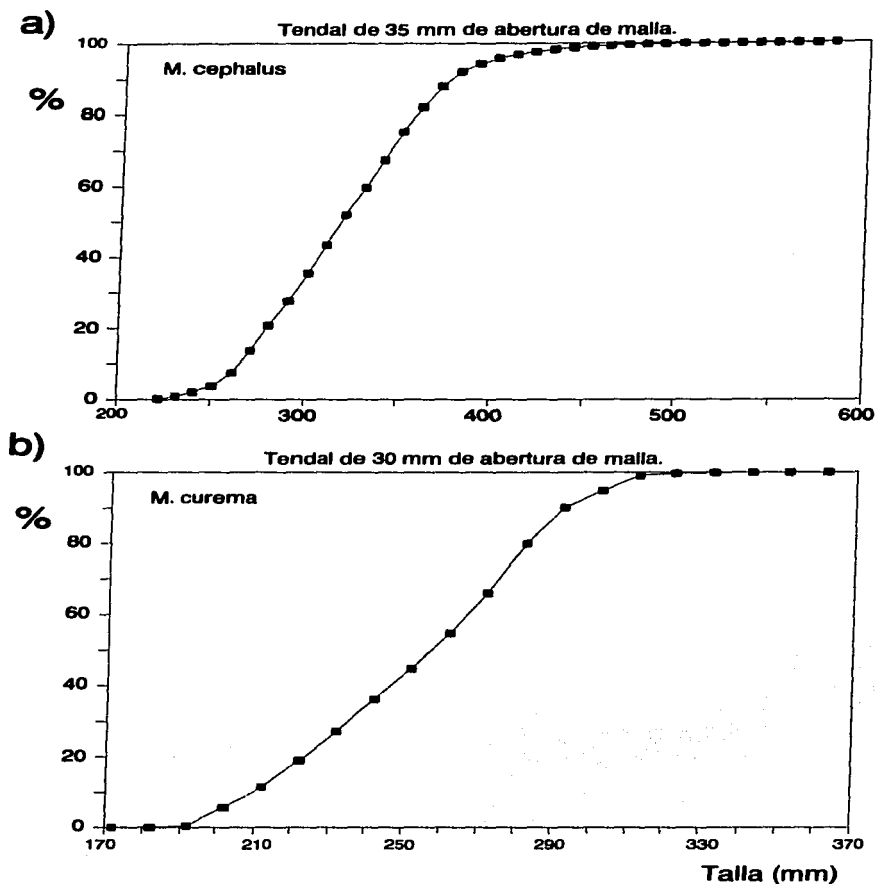 a)
Tendal de 35 mm de abertura de malla.
M. cephalus
%
100
80
60
40
20
0
200 300 400 500 600
b)
Tendal de 30 mm de abertura de malla.
M. curema
%
100
80
60
40
20
0
170 210 250 290 330 370
Talla (mm)